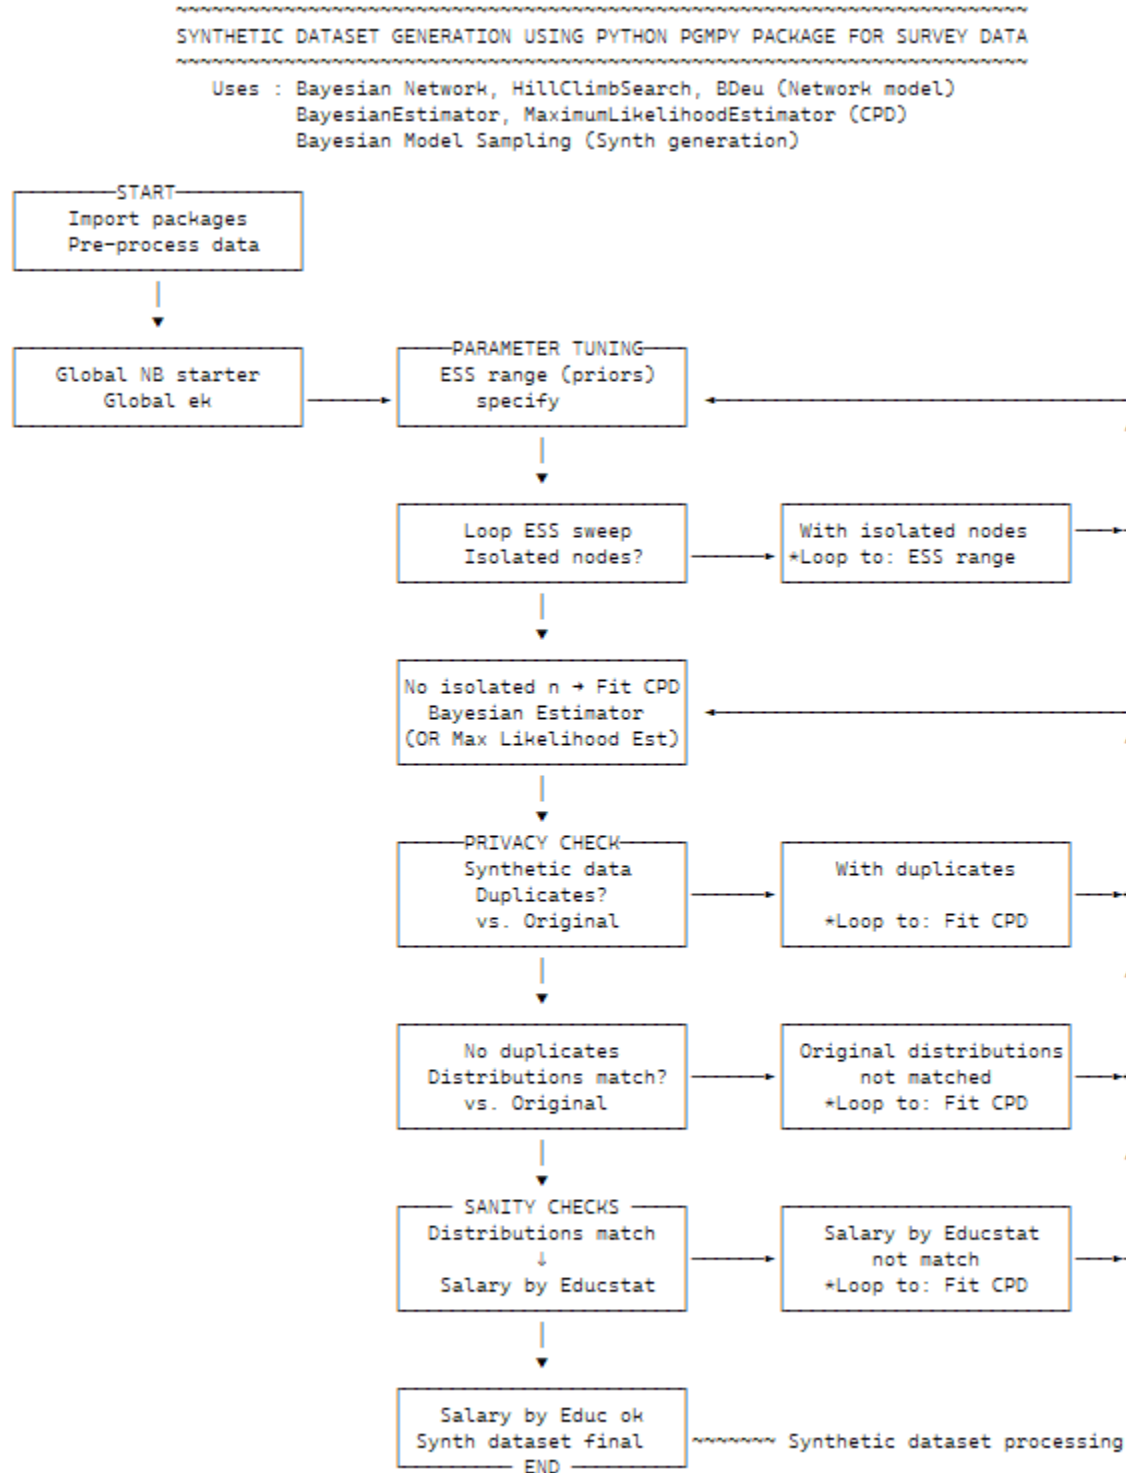 SYNTHETIC DATASET GENERATION USING PYTHON PGMPY PACKAGE FOR SURVEY DATA
Uses : Bayesian Network, HillClimbSearch, BDeu (Network model)
BayesianEstimator, MaximumLikelihoodEstimator (CPD)
Bayesian Model Sampling (Synth generation)
START
Import packages
Pre-process data
Global NB starter
Global ek
PARAMETER TUNING
ESS range (priors)
specify
Loop ESS sweep
Isolated nodes?
With isolated nodes
*Loop to: ESS range
No isolated n → Fit CPD
Bayesian Estimator
(OR Max Likelihood Est)
PRIVACY CHECK
Synthetic data
Duplicates?
vs. Original
With duplicates
*Loop to: Fit CPD
No duplicates
Distributions match?
vs. Original
Original distributions
not matched
*Loop to: Fit CPD
SANITY CHECKS
Distributions match
↓
Salary by Educstat
Salary by Educstat
not match
*Loop to: Fit CPD
Salary by Educ ok
Synth dataset final
END
~~~~~~~ Synthetic dataset processing